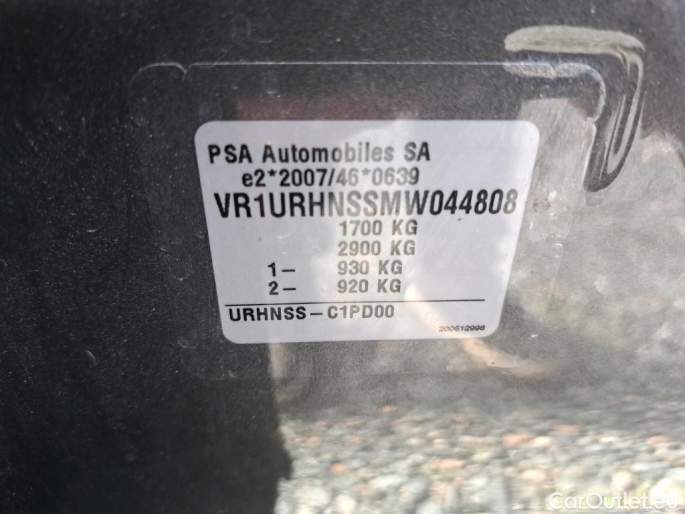 PSA Automobiles SA
e2*2007/46*0639
VR1URHNSSMW044808
1700 KG
2900 KG
1- 930 KG
2- 920 KG
URHNSS-C1PD00
200612998
CarOutlet.eu